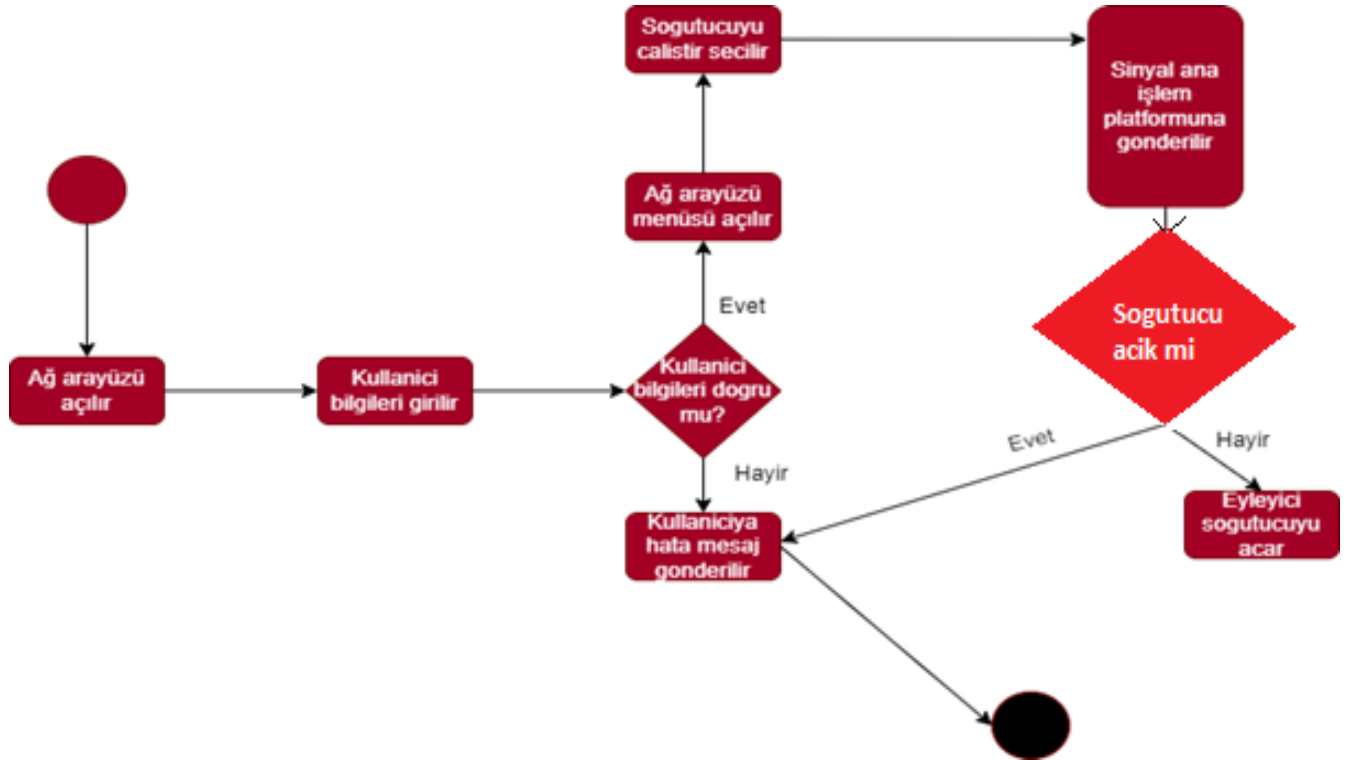 Sogutucuyu
calistir secilir
Sinyal ana
işlem
platformuna
gonderilir
Ağ arayüzü
menüsü açılır
Evet
Sogutucu
acik mi
Ağ arayüzü
açılır
Kullanici
bilgileri girilir
Kullanici
bilgileri dogru
mu?
Hayir
Evet
Hayir
Kullaniciya
hata mesaj
gonderilir
Eyleyici
sogutucuyu
acar